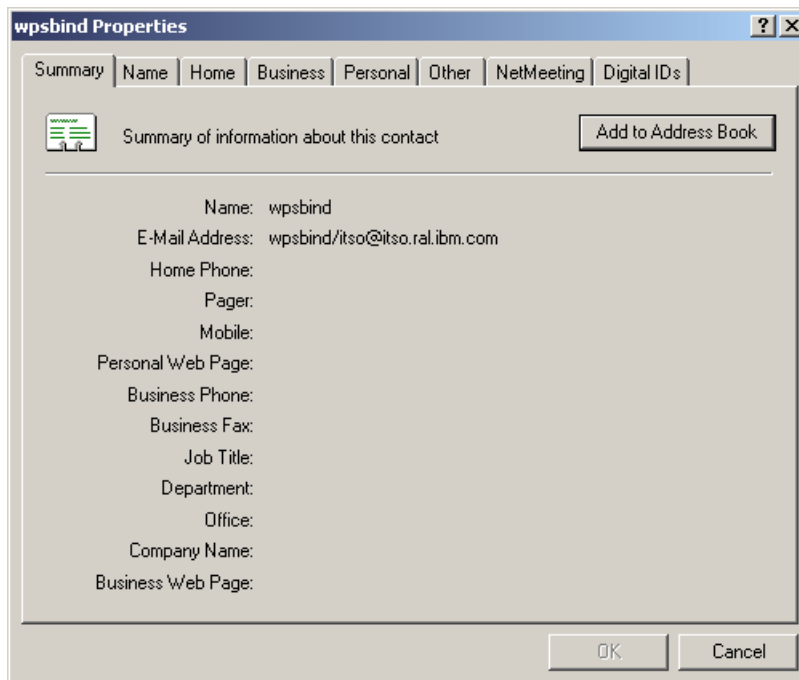 wpsbind Properties
Summary Name Home Business Personal Other NetMeeting Digital IDs
Summary of information about this contact Add to Address Book
Name: wpsbind
E-Mail Address: wpsbind/itso@itso.ral.ibm.com
Home Phone:
Pager:
Mobile:
Personal Web Page:
Business Phone:
Business Fax:
Job Title:
Department:
Office:
Company Name:
Business Web Page:
OK Cancel